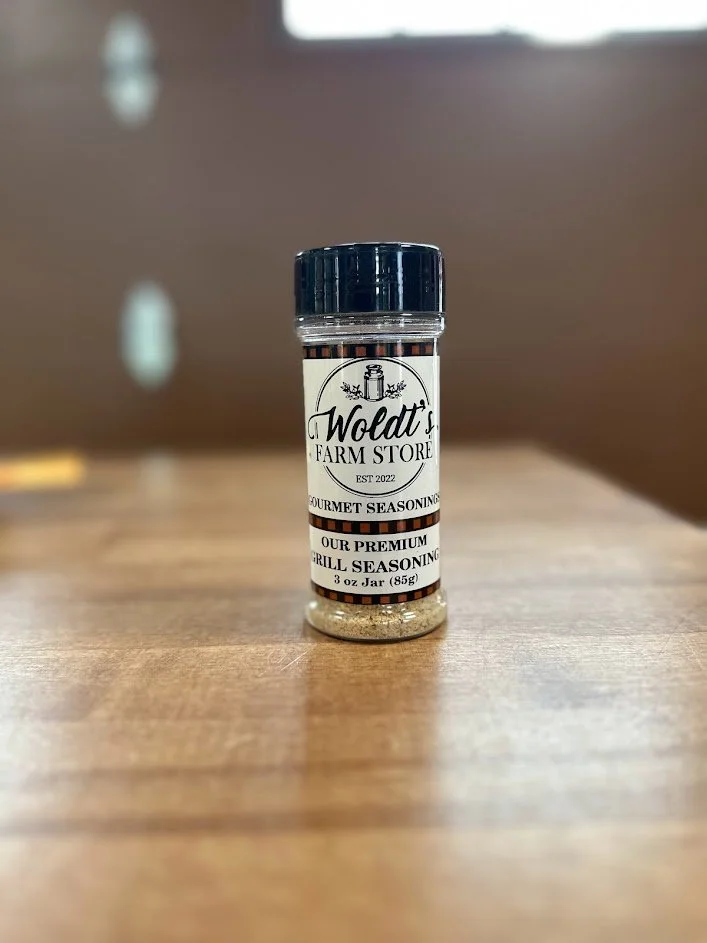 Woldt's
FARM STORE
EST 2022
GOURMET SEASONINGS
OUR PREMIUM
GRILL SEASONING
3 oz Jar (85g)